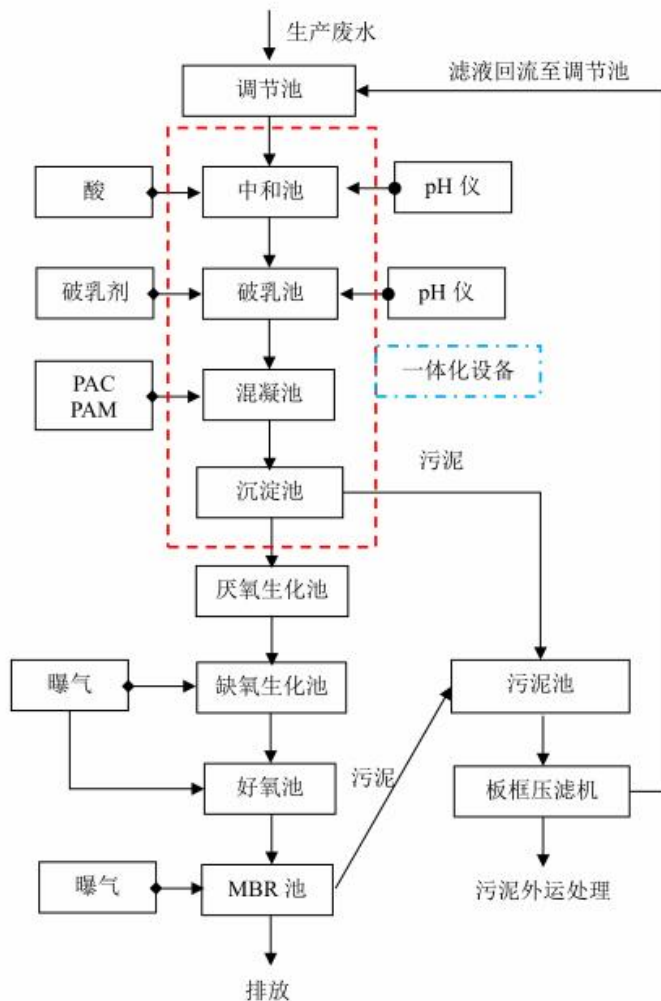 生产废水
滤液回流至调节池
调节池
酸
中和池
pH 仪
破乳剂
破乳池
pH 仪
一体化设备
PAC
PAM
混凝池
污泥
沉淀池
厌氧生化池
曝气
缺氧生化池
污泥池
好氧池
污泥
板框压滤机
曝气
MBR 池
污泥外运处理
排放